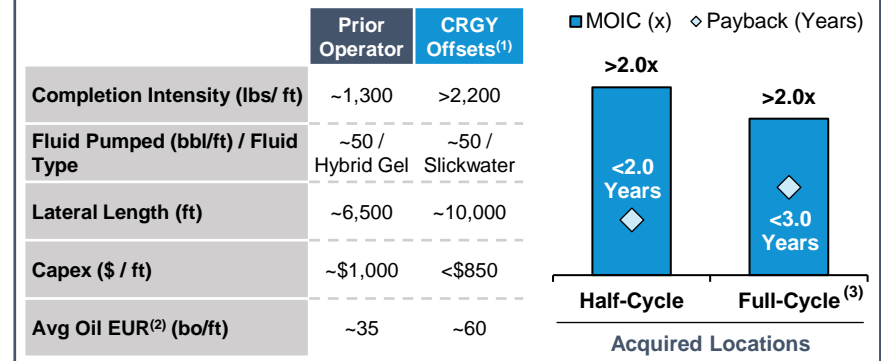 Prior Operator
CRGY Offsets(1)
Completion Intensity (lbs/ ft)
~1,300
>2,200
Fluid Pumped (bbl/ft) / Fluid
Type
~50 /
Hybrid Gel
~50 /
Slickwater
Lateral Length (ft)
~6,500
~10,000
Capex ($ / ft)
~$1,000
<$850
Avg Oil EUR(2) (bo/ft)
~35
~60
MOIC (x)
Payback (Years)
>2.0x
>2.0x
<2.0
Years
<3.0
Years
Half-Cycle
Full-Cycle(3)
Acquired Locations